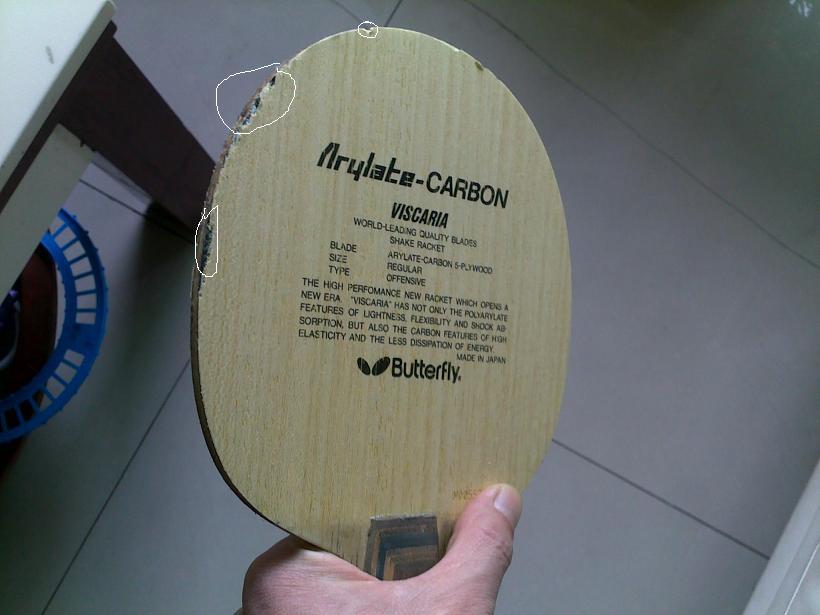 Arylate-CARBON
VISCARIA
WORLD-LEADING QUALITY BLADES
SHAKE RACKET
BLADE ARYLATE-CARBON 5-PLYWOOD
SIZE REGULAR
TYPE OFFENSIVE
THE HIGH PERFOMANCE NEW RACKET WHICH OPENS A
NEW ERA. "VISCARIA" HAS NOT ONLY THE POLYARYLATE
FEATURES OF LIGHTNESS, FLEXIBILITY AND SHOCK AB-
SORPTION, BUT ALSO THE CARBON FEATURES OF HIGH
ELASTICITY AND THE LESS DISSIPATION OF ENERGY.
MADE IN JAPAN
Butterfly.